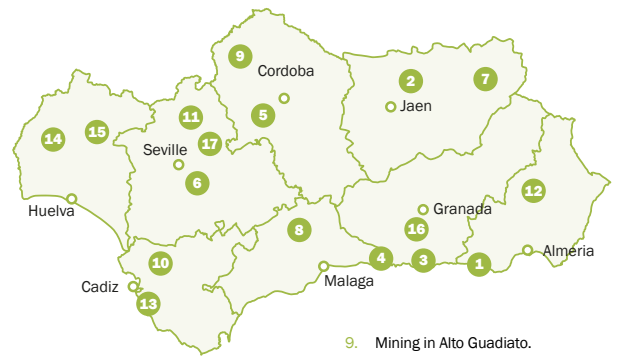 9
Cordoba
2
7
Jaen
5
11
15
14
17
Seville
6
12
Huelva
Granada
16
8
Almeria
10
4
3
1
Malaga
Cadiz
13
9. Mining in Alto Guadiato.